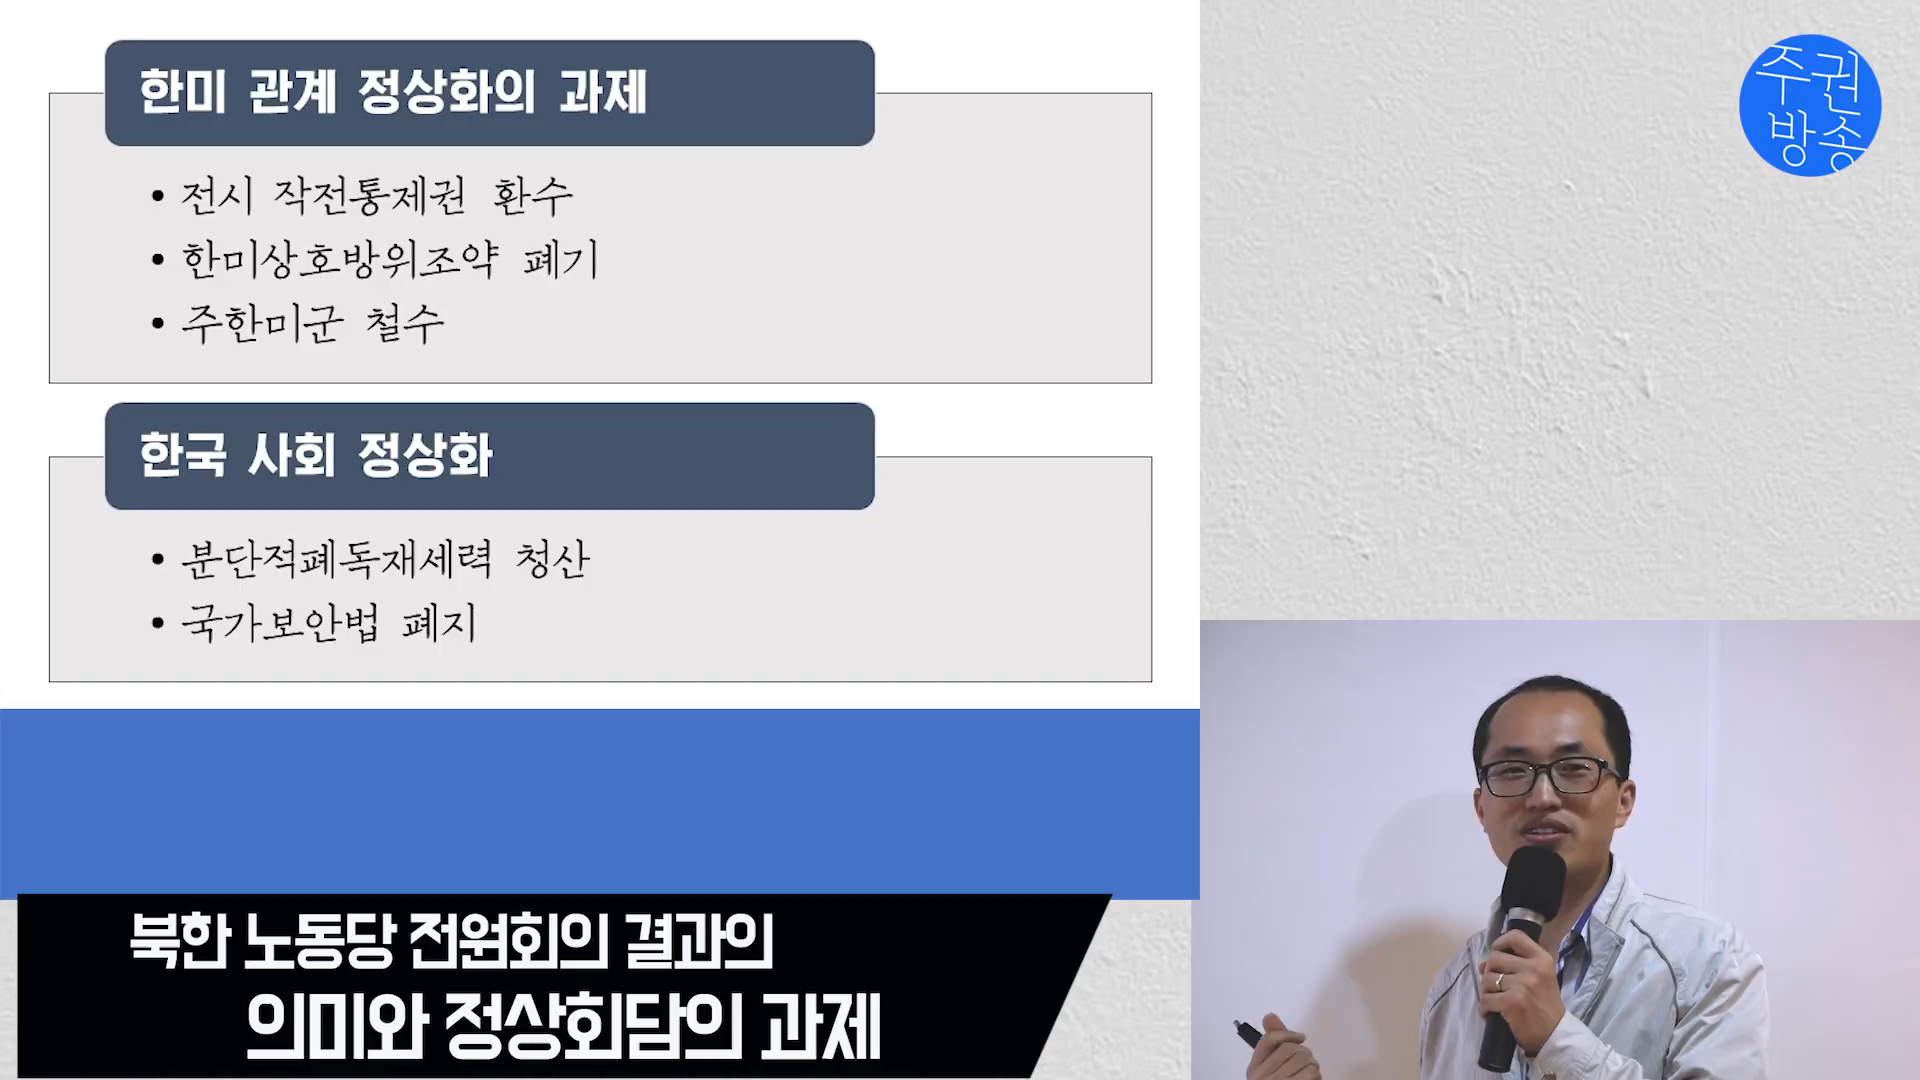 한미 관계 정상화의 과제
• 전시 작전통제권 환수
• 한미상호방위조약 폐기
• 주한미군 철수
한국 사회 정상화
• 분단적폐독재세력 청산
• 국가보안법 폐지
북한 노동당 전원회의 결과의
의미와 정상회담의 과제
주권
방송